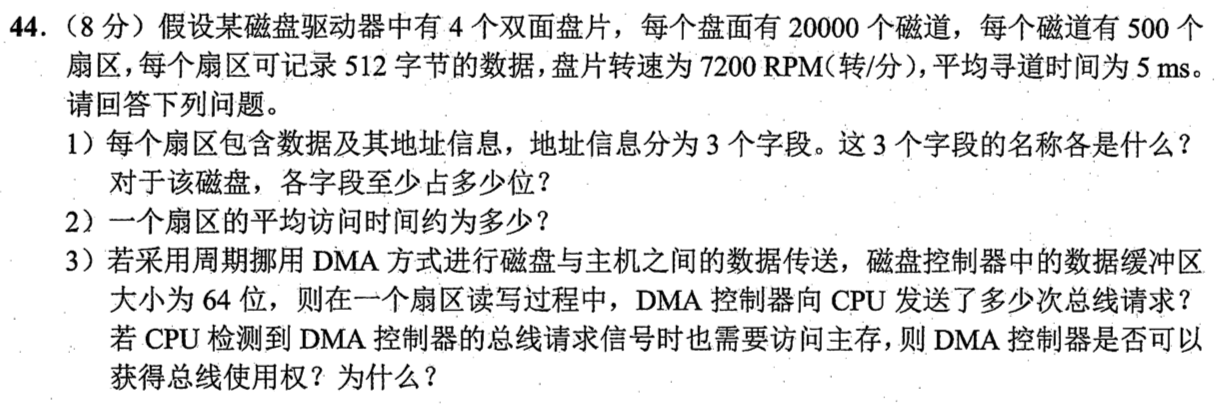 44.（8 分）假设某磁盘驱动器中有 4 个双面盘片，每个盘面有 20000 个磁道，每个磁道有 500 个
扇区，每个扇区可记录 512 字节的数据，盘片转速为 7200 RPM（转/分），平均寻道时间为 5 ms。
请回答下列问题。
1）每个扇区包含数据及其地址信息，地址信息分为 3 个字段。这 3 个字段的名称各是什么？
对于该磁盘，各字段至少占多少位？
2）一个扇区的平均访问时间约为多少？
3）若采用周期挪用 DMA 方式进行磁盘与主机之间的数据传送，磁盘控制器中的数据缓冲区
大小为 64 位，则在一个扇区读写过程中，DMA 控制器向 CPU 发送了多少次总线请求？
若 CPU 检测到 DMA 控制器的总线请求信号时也需要访问主存，则 DMA 控制器是否可以
获得总线使用权？为什么？